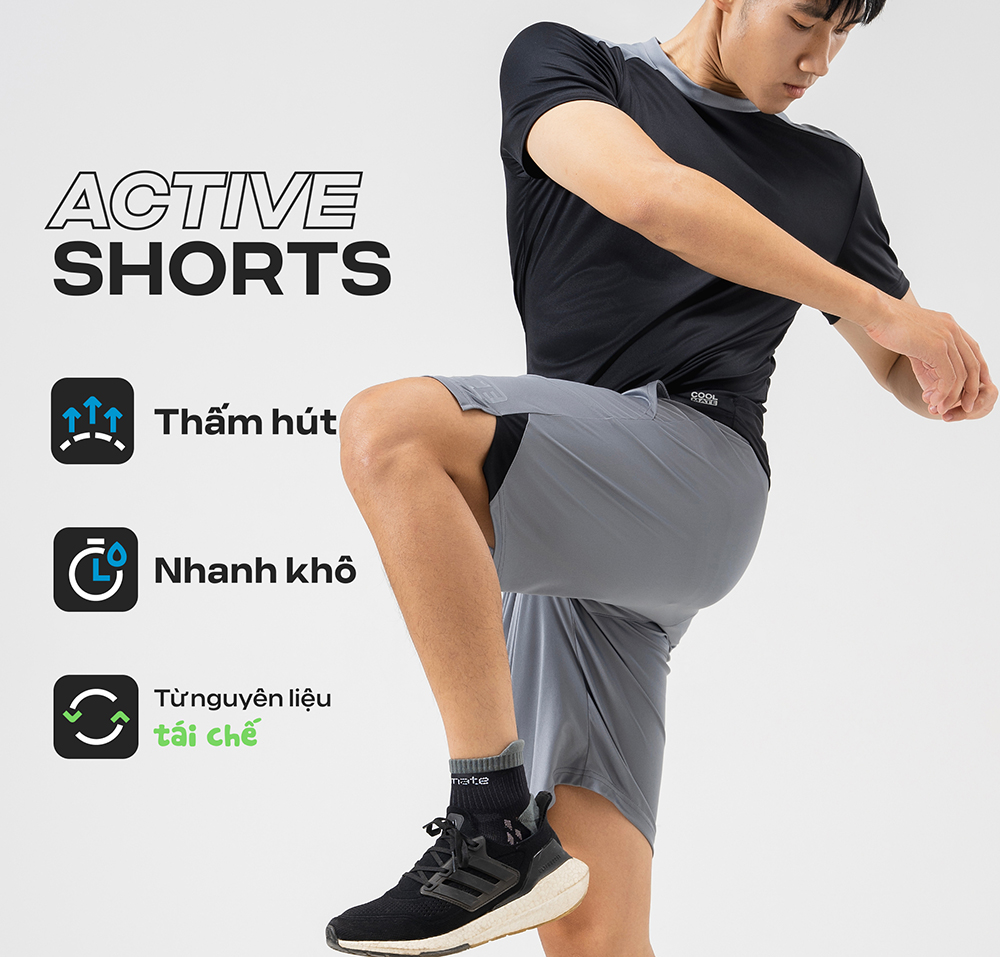 ACTIVE
SHORTS
COOL
MATE
Thấm hút
Nhanh khô
Từ nguyên liệu
tái chế
mate